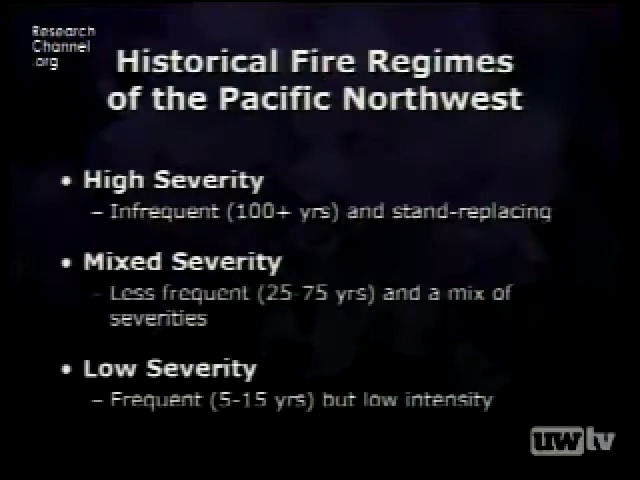 Research
Channel
.org
Historical Fire Regimes
of the Pacific Northwest
• High Severity
– Infrequent (100+ yrs) and stand-replacing
• Mixed Severity
– Less frequent (25-75 yrs) and a mix of
severities
• Low Severity
– Frequent (5-15 yrs) but low intensity
uwtv